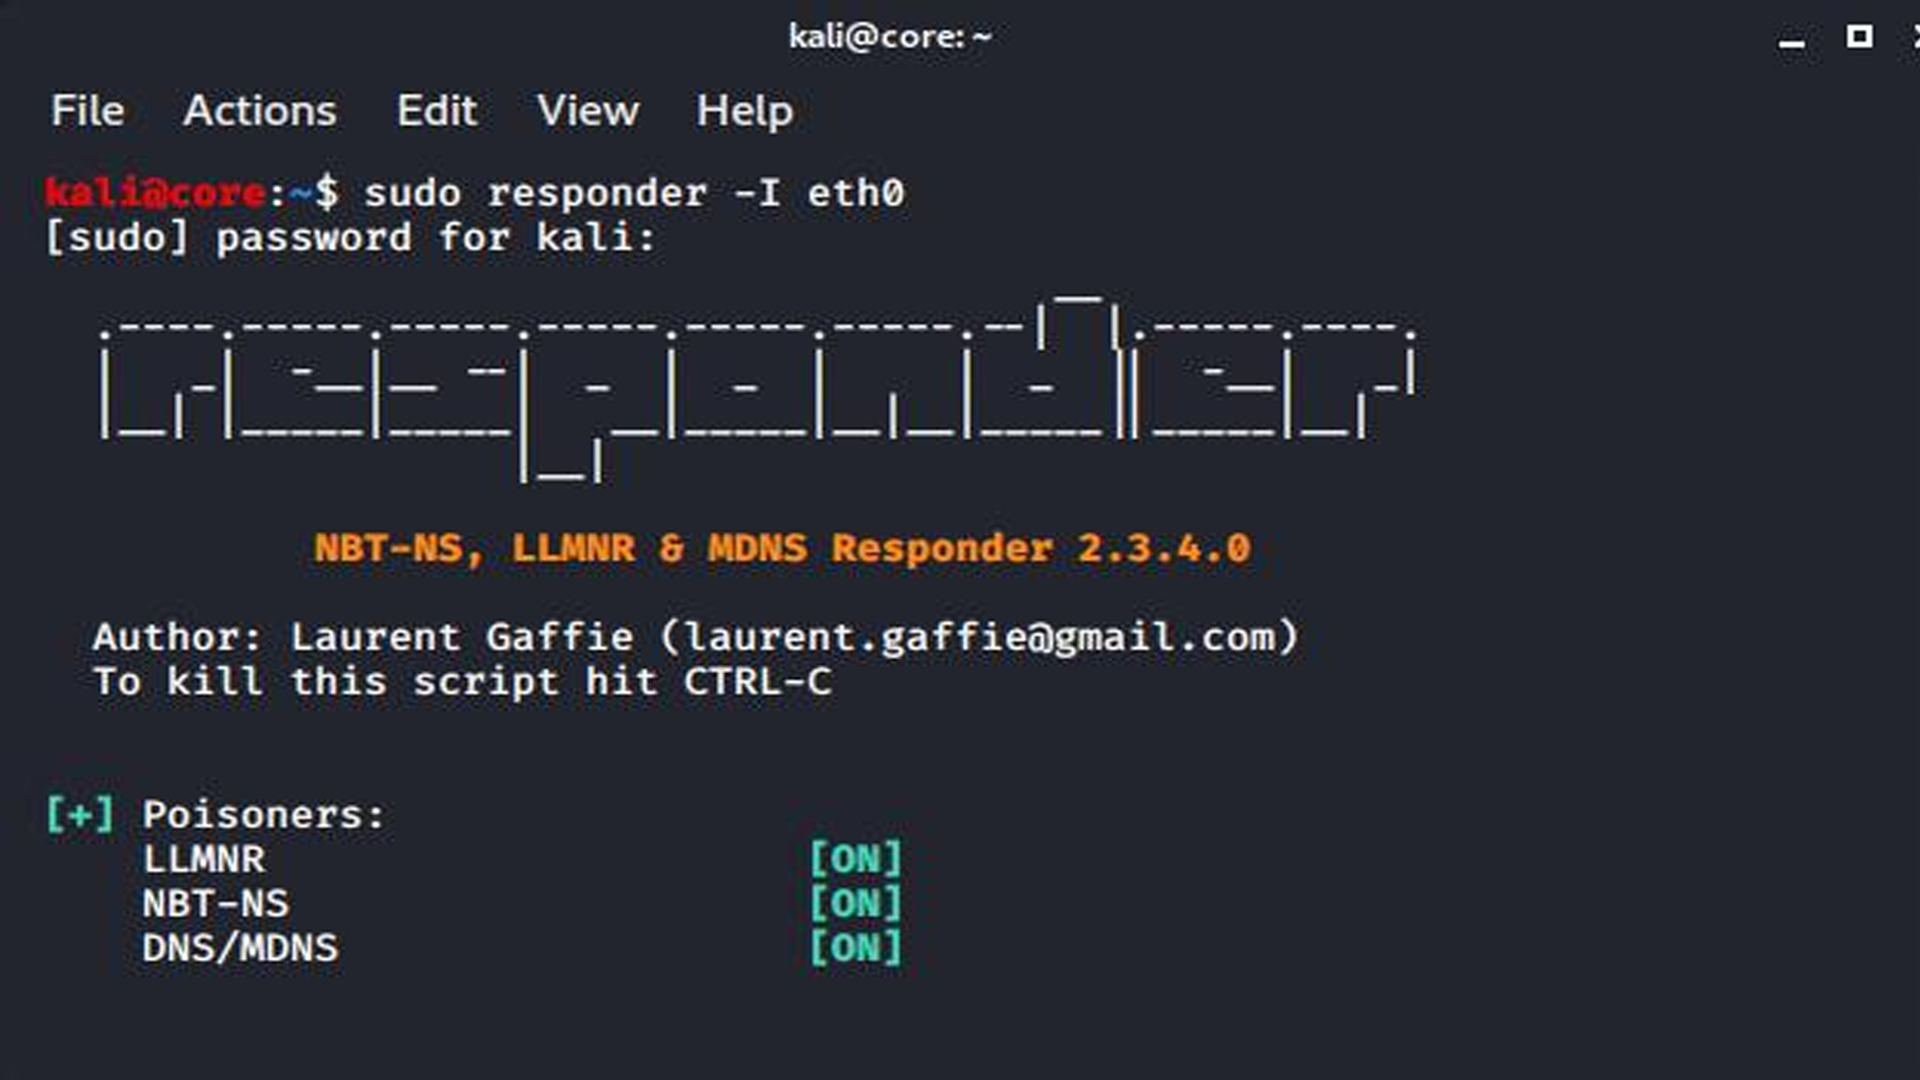 kali@core: ~
File Actions Edit View Help
kali@core:~$ sudo responder -I eth0
[sudo] password for kali:
responder
NBT-NS, LLMNR & MDNS Responder 2.3.4.0
Author: Laurent Gaffie (laurent.gaffie@gmail.com)
To kill this script hit CTRL-C
[+] Poisoners:
LLMNR [ON]
NBT-NS [ON]
DNS/MDNS [ON]